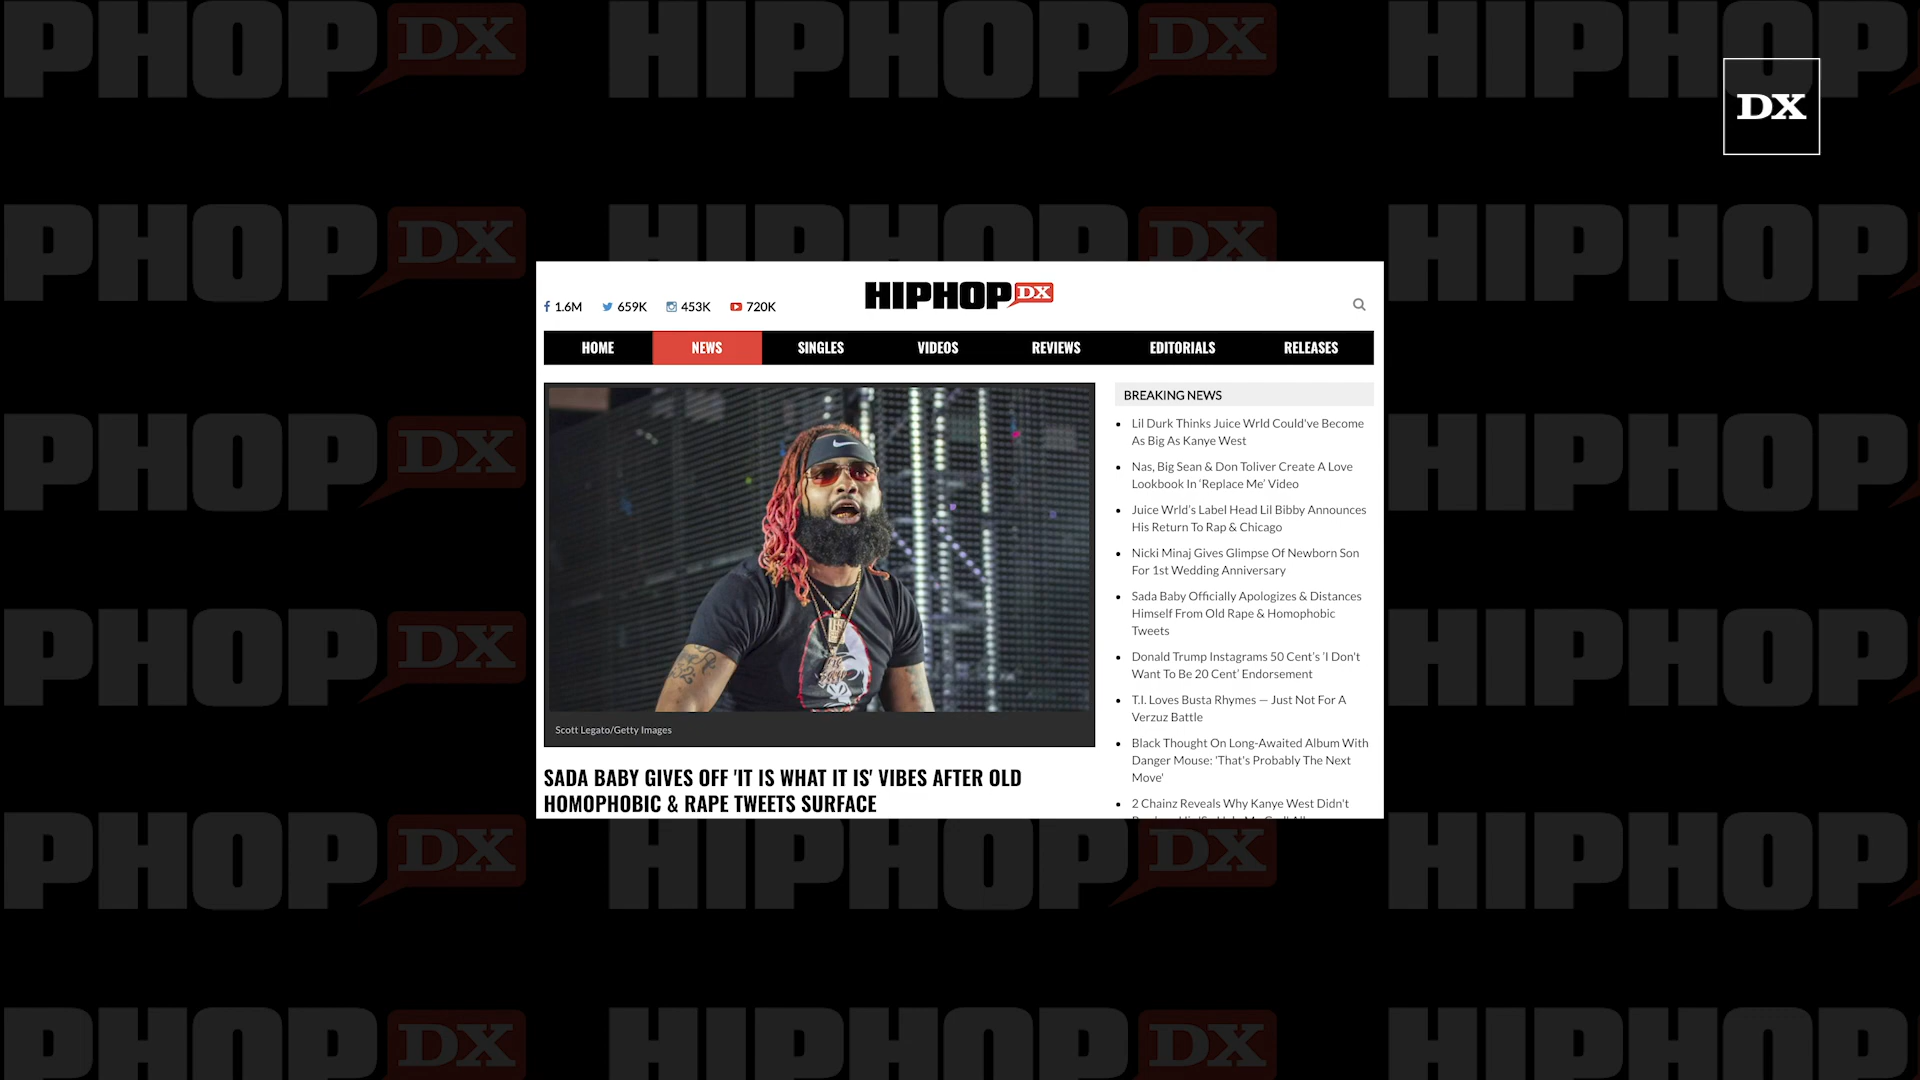 DX
1.6M
659K
453K
720K
HIPHOPDX
HOME
NEWS
SINGLES
VIDEOS
REVIEWS
EDITORIALS
RELEASES
Scott Legato/Getty Images
SADA BABY GIVES OFF 'IT IS WHAT IT IS' VIBES AFTER OLD
HOMOPHOBIC & RAPE TWEETS SURFACE
BREAKING NEWS
Lil Durk Thinks Juice Wrld Could've Become
As Big As Kanye West
Nas, Big Sean & Don Toliver Create A Love
Lookbook In ‘Replace Me’ Video
Juice Wrld’s Label Head Lil Bibby Announces
His Return To Rap & Chicago
Nicki Minaj Gives Glimpse Of Newborn Son
For 1st Wedding Anniversary
Sada Baby Officially Apologizes & Distances
Himself From Old Rape & Homophobic
Tweets
Donald Trump Instagrams 50 Cent’s ‘I Don't
Want To Be 20 Cent’ Endorsement
T.I. Loves Busta Rhymes — Just Not For A
Verzuz Battle
Black Thought On Long-Awaited Album With
Danger Mouse: 'That's Probably The Next
Move'
2 Chainz Reveals Why Kanye West Didn't